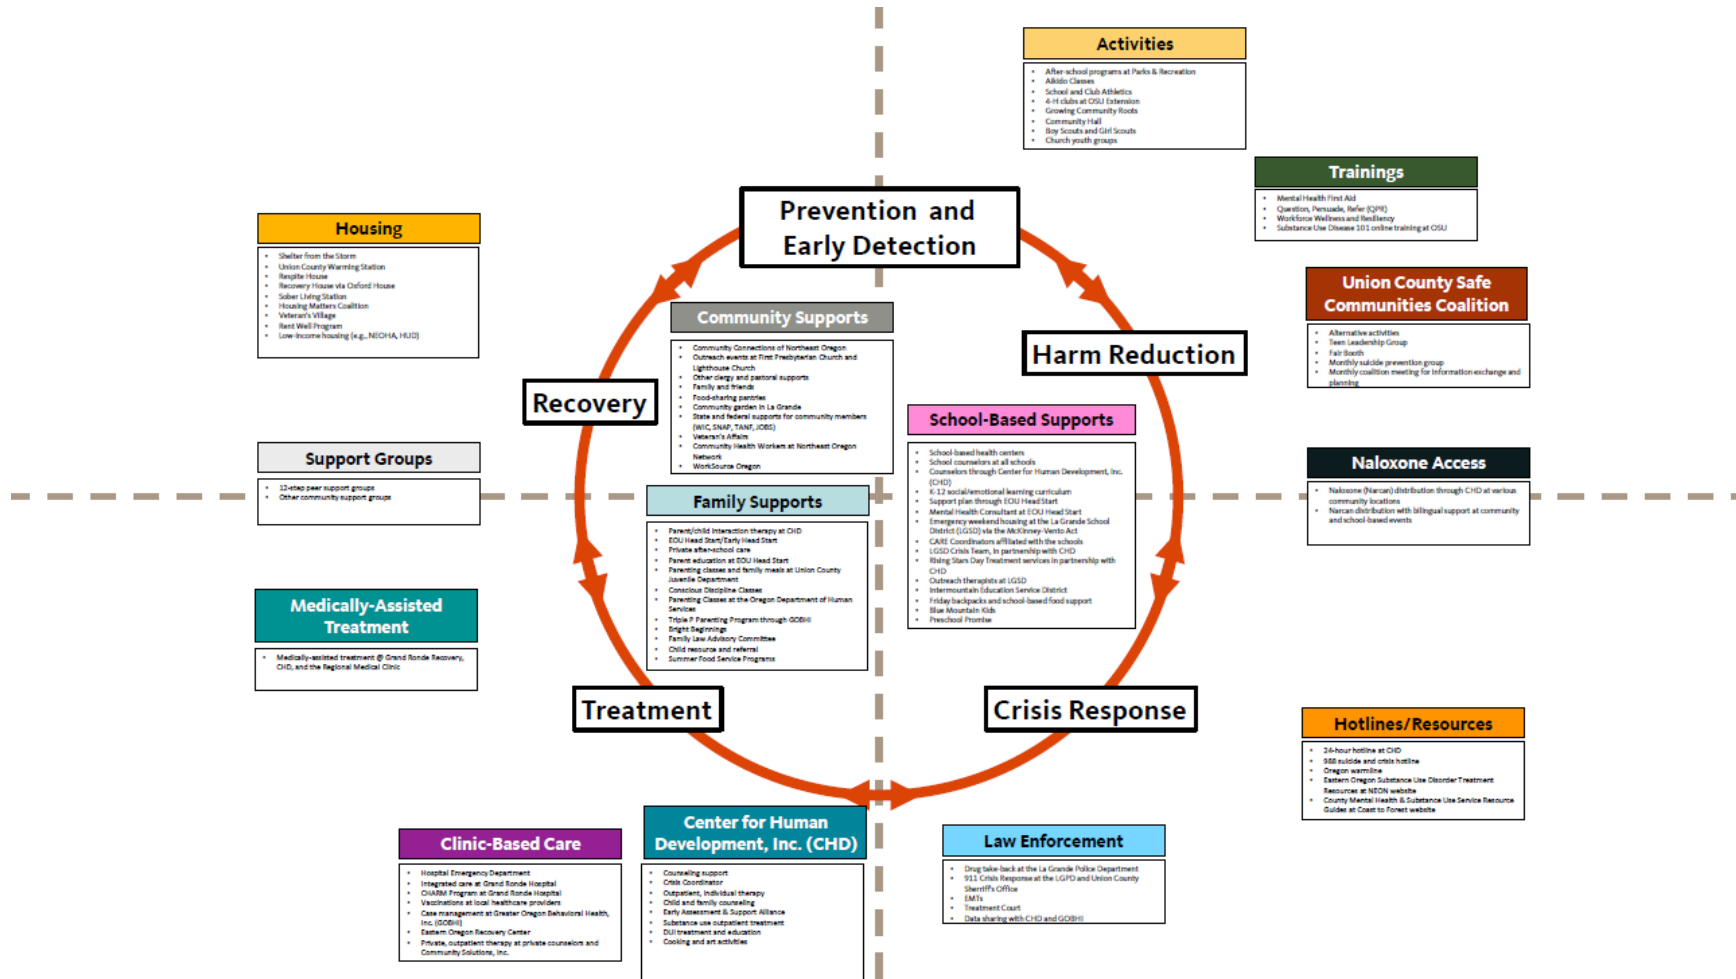 Activities
• After-school programs at Parks & Recreation
• Aikido Classes
• School and Club Athletics
• 4-H clubs at OSU Extension
• Growing Community Roots
• Community Hall
• Boy Scouts and Girl Scouts
• Church youth groups
Trainings
• Mental Health First Aid
• Question, Persuade, Refer (QPR)
• Workforce Wellness and Resiliency
• Substance Use Disease 101 online training at OSU
Prevention and
Early Detection
Housing
• Shelter from the Storm
• Union County Warming Station
• Respite House
• Recovery House via Oxford House
• Sober Living Station
• Housing Matters Coalition
• Veteran's Village
• Rent Well Program
• Low-income housing (e.g., NEOHA, HUD)
Union County Safe
Communities Coalition
• Alternative activities
• Teen Leadership Group
• Fair Booth
• Monthly suicide prevention group
• Monthly coalition meeting for information exchange and
planning
Community Supports
• Community Connections of Northeast Oregon
• Outreach events at First Presbyterian Church and
Lighthouse Church
• Other clergy and pastoral supports
• Family and friends
• Food-sharing pantries
• Community garden in La Grande
• State and federal supports for community members
(WIC, SNAP, TANF, JOBS)
• Veteran's Affairs
• Community Health Workers at Northeast Oregon
Network
• WorkSource Oregon
Harm Reduction
Recovery
School-Based Supports
• School-based health centers
• School counselors at all schools
• Counselors through Center for Human Development, Inc.
(CHD)
• K-12 social/emotional learning curriculum
• Support plan through EOU Head Start
• Mental Health Consultant at EOU Head Start
• Emergency weekend housing at the La Grande School
District (LGSD) via the McKinney-Vento Act
• CARE Coordinators affiliated with the schools
• LGSD Crisis Team, in partnership with CHD
• Rising Stars Day Treatment services in partnership with
CHD
• Outreach therapists at LGSD
• Intermountain Education Service District
• Friday backpacks and school-based food support
• Blue Mountain Kids
• Preschool Promise
Support Groups
• 12-step peer support groups
• Other community support groups
Naloxone Access
• Naloxone (Narcan) distribution through CHD at various
community locations
• Narcan distribution with bilingual support at community
and school-based events
Family Supports
• Parent/child interaction therapy at CHD
• EOU Head Start/Early Head Start
• Private after-school care
• Parent education at EOU Head Start
• Parenting classes and family meals at Union County
Juvenile Department
• Conscious Discipline Classes
• Parenting Classes at the Oregon Department of Human
Services
• Triple P Parenting Program through GOBHI
• Bright Beginnings
• Family Law Advisory Committee
• Child resource and referral
• Summer Food Service Programs
Medically-Assisted
Treatment
• Medically-assisted treatment @ Grand Ronde Recovery,
CHD, and the Regional Medical Clinic
Treatment
Crisis Response
Hotlines/Resources
• 24-hour hotline at CHD
• 988 suicide and crisis hotline
• Oregon warmline
• Eastern Oregon Substance Use Disorder Treatment
Resources at NEON website
• County Mental Health & Substance Use Service Resource
Guides at Coast to Forest website
Clinic-Based Care
• Hospital Emergency Department
• Integrated care at Grand Ronde Hospital
• CHARM Program at Grand Ronde Hospital
• Vaccinations at local healthcare providers
• Case management at Greater Oregon Behavioral Health,
Inc. (GOBHI)
• Eastern Oregon Recovery Center
• Private, outpatient therapy at private counselors and
Community Solutions, Inc.
Center for Human
Development, Inc. (CHD)
• Counseling support
• Crisis Coordinator
• Outpatient, individual therapy
• Child and family counseling
• Early Assessment & Support Alliance
• Substance use outpatient treatment
• DUI treatment and education
• Cooking and art activities
Law Enforcement
• Drug take-back at the La Grande Police Department
• 911 Crisis Response at the LGPD and Union County
Sherriff's Office
• EMTs
• Treatment Court
• Data sharing with CHD and GOBHI